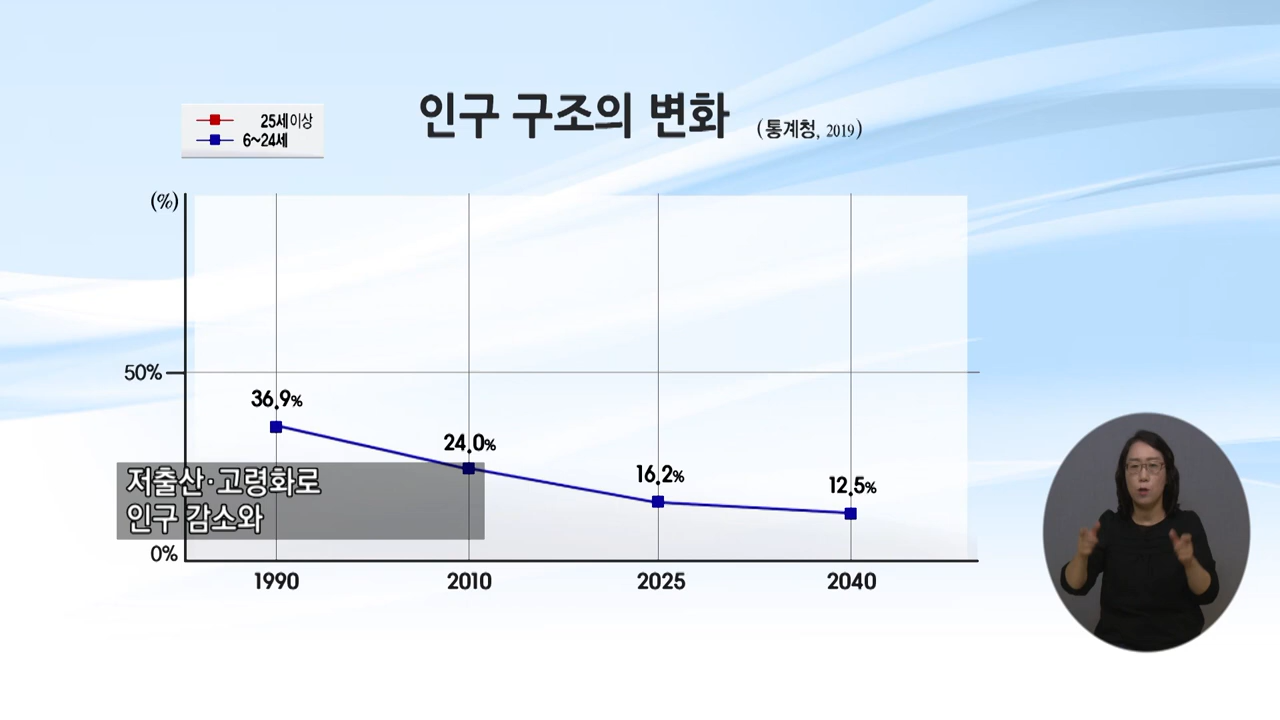 인구 구조의 변화 (통계청, 2019)
25세이상
6~24세
(%)
50%
0%
36.9%
24.0%
16.2%
12.5%
1990 2010 2025 2040
저출산·고령화로
인구 감소와